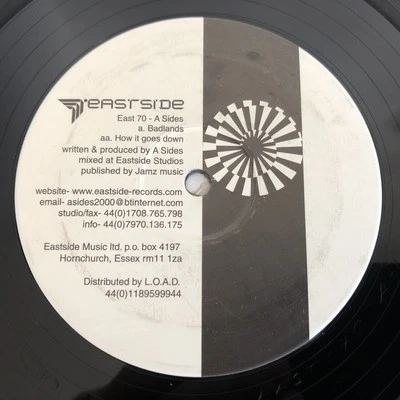 EASTSIDE
East 70 - A Sides
a. Badlands
aa. How it goes down
written & produced by A Sides
mixed at Eastside Studios
published by Jamz music
website- www.eastside-records.com
email- asides2000@btinternet.com
studio/fax- 44(0)1708.765.798
info- 44(0)7970.136.175
Eastside Music ltd. p.o. box 4197
Hornchurch, Essex rm11 1za
Distributed by L.O.A.D.
44(0)1189599944